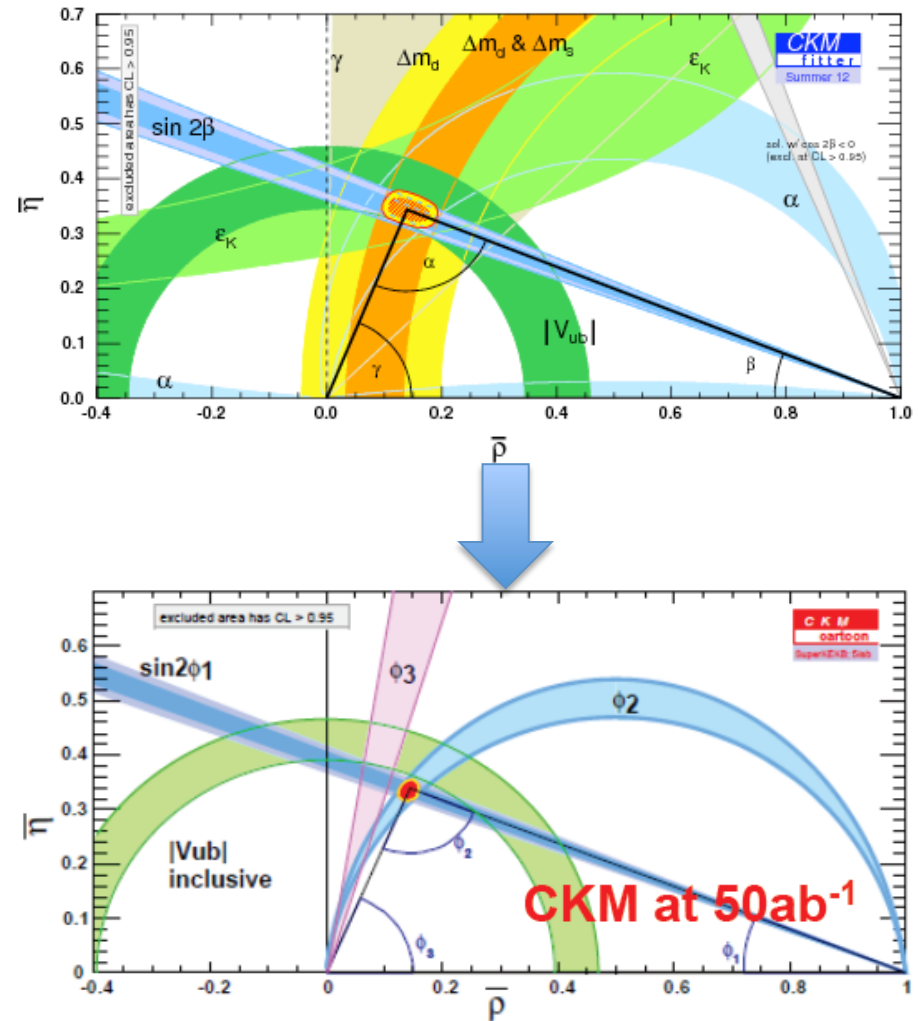 0.7
0.6
0.5
0.4
0.3
0.2
0.1
0.0
η̄
excluded area has CL > 0.95
γ
Δm_d
Δm_d & Δm_s
ε_K
CKM
fitter
Summer 12
sin 2β
sol. w/ cos 2β < 0
(excl. at CL > 0.95)
α
ε_K
α
|V_ub|
α
γ
β
-0.4 -0.2 0.0 0.2 0.4 0.6 0.8 1.0
ρ̄
excluded area has CL > 0.95
CKM
cartoon
SuperKEKB: 5iab
0.6
0.5
0.4
0.3
0.2
0.1
0
η̄
sin2ϕ1
ϕ3
ϕ2
|Vub|
inclusive
ϕ2
CKM at 50ab⁻¹
ϕ3
ϕ1
-0.4 -0.2 0 0.2 0.4 0.6 0.8 1
ρ̄